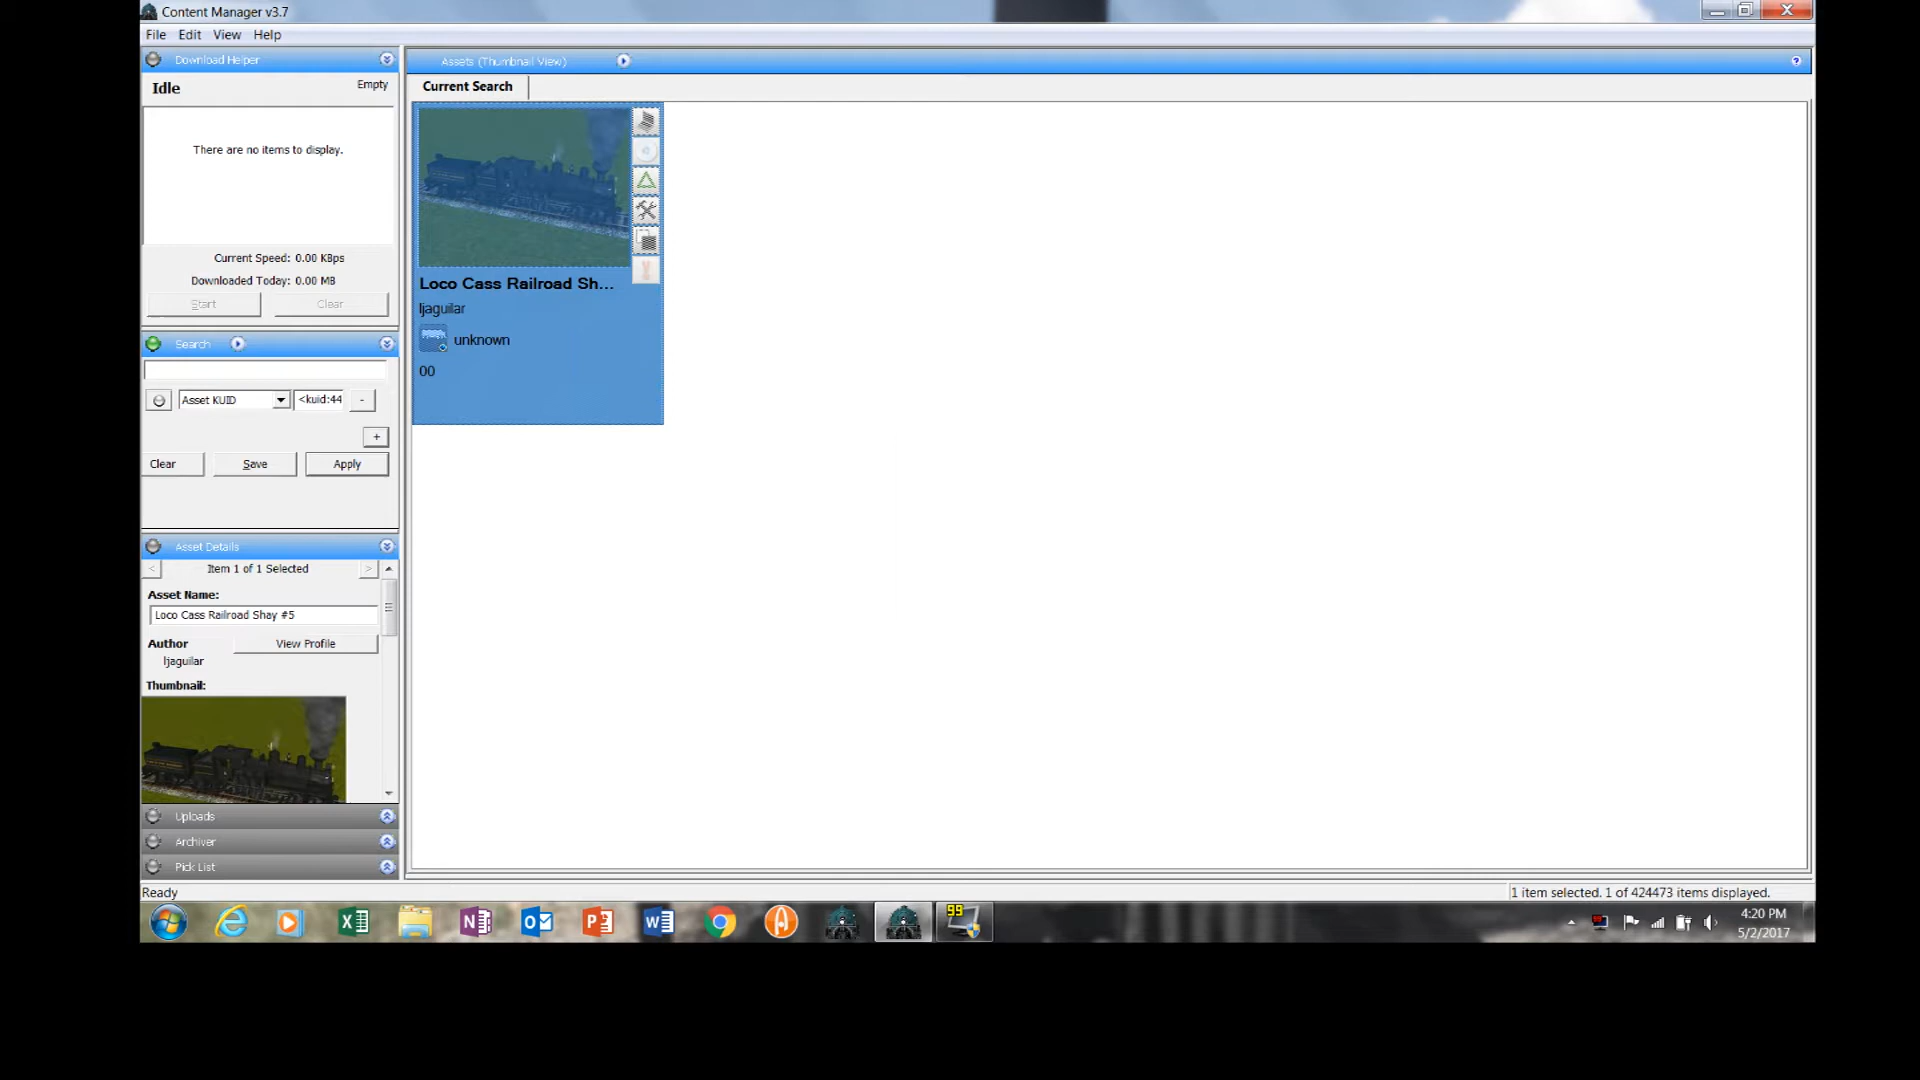 Content Manager v3.7
File Edit View Help
Download Helper
Idle
Empty
There are no items to display.
Current Speed: 0.00 KBps
Downloaded Today: 0.00 MB
Start Clear
Search
Asset KUID <kuid:44 -
+
Clear Save Apply
Asset Details
< Item 1 of 1 Selected >
Asset Name:
Loco Cass Railroad Shay #5
Author View Profile
ljaguilar
Thumbnail:
Uploads
Archiver
Pick List
Assets (Thumbnail View) ?
Current Search
Loco Cass Railroad Sh...
ljaguilar
unknown
00
Ready
1 item selected. 1 of 424473 items displayed.
99
4:20 PM
5/2/2017